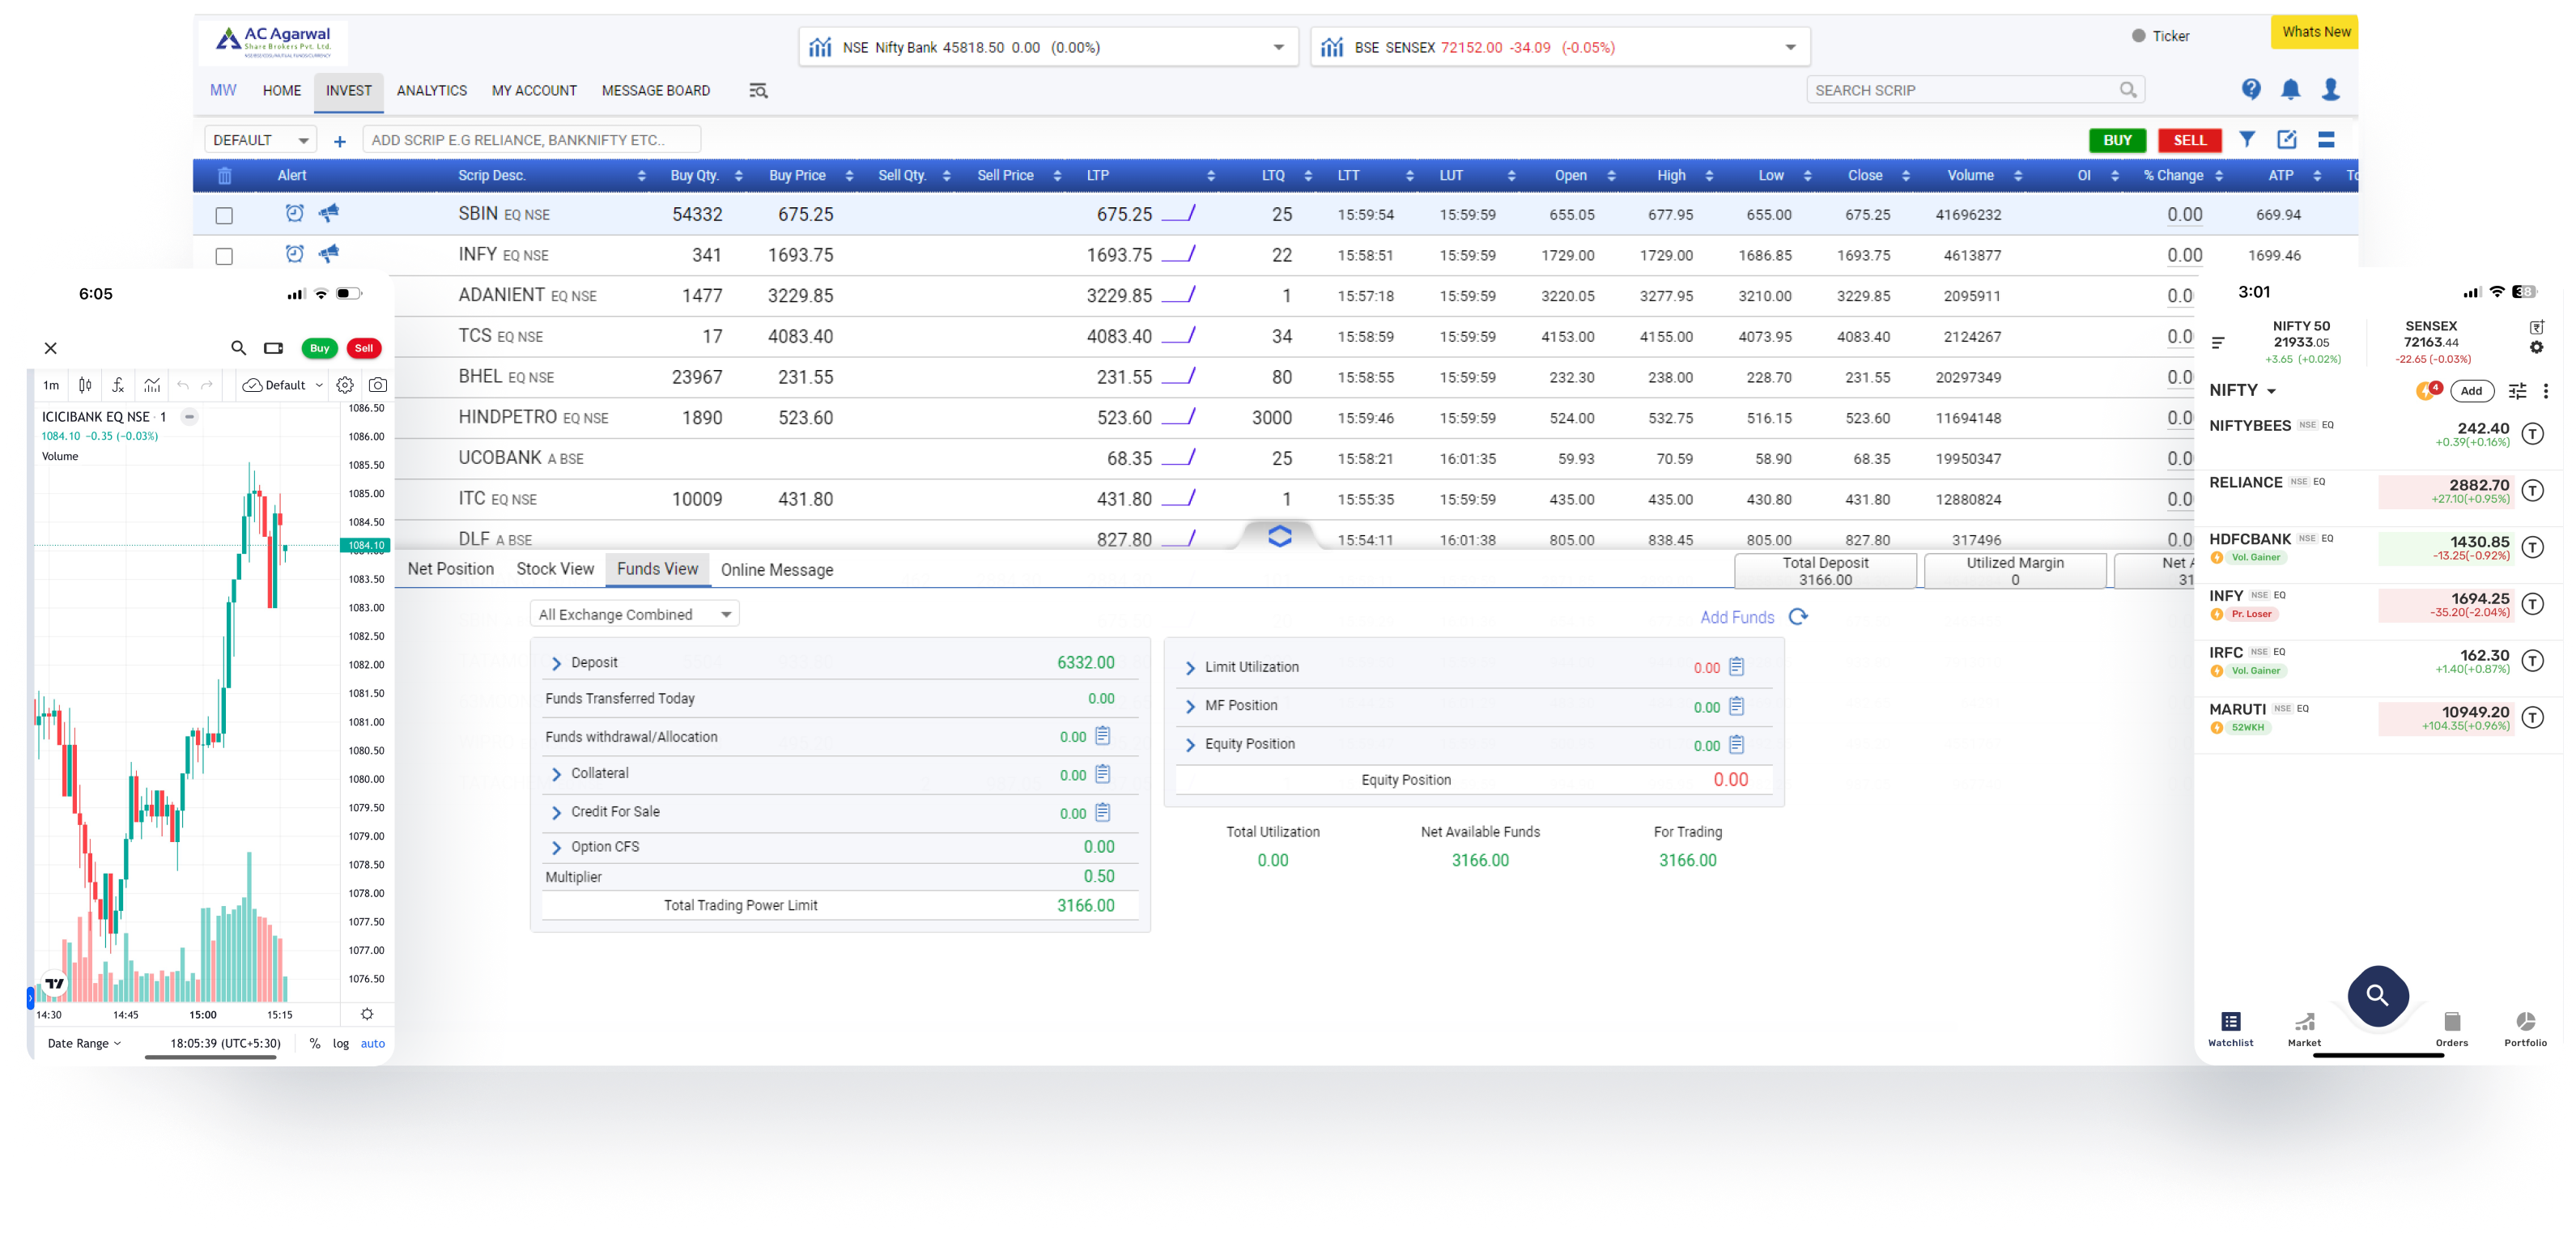 AC Agarwal
Share Brokers Pvt. Ltd.
NSE Nifty Bank 45818.50 0.00 (0.00%)
BSE SENSEX 72152.00 -34.09 (-0.05%)
Ticker
Whats New
MW HOME INVEST ANALYTICS MY ACCOUNT MESSAGE BOARD
SEARCH SCRIP
DEFAULT + ADD SCRIP E.G RELIANCE, BANKNIFTY ETC..
BUY SELL
Alert Scrip Desc. Buy Qty. Buy Price Sell Qty. Sell Price LTP LTQ LTT LUT Open High Low Close Volume OI % Change ATP
SBIN EQ NSE 54332 675.25 675.25 25 15:59:54 15:59:59 655.05 677.95 655.00 675.25 41696232 0.00 669.94
INFY EQ NSE 341 1693.75 1693.75 22 15:58:51 15:59:59 1729.00 1729.00 1686.85 1693.75 4613877 0.00 1699.46
ADANIENT EQ NSE 1477 3229.85 3229.85 1 15:57:18 15:59:59 3220.05 3277.95 3210.00 3229.85 2095911 0.0
TCS EQ NSE 17 4083.40 4083.40 34 15:58:59 15:59:59 4153.00 4155.00 4073.95 4083.40 2124267 0.0
BHEL EQ NSE 23967 231.55 231.55 80 15:58:55 15:59:59 232.30 238.00 228.70 231.55 20297349 0.0
HINDPETRO EQ NSE 1890 523.60 523.60 3000 15:59:46 15:59:59 524.00 532.75 516.15 523.60 11694148 0.0
UCOBANK A BSE 68.35 25 15:58:21 16:01:35 59.93 70.59 58.90 68.35 19950347 0.0
ITC EQ NSE 10009 431.80 431.80 1 15:55:35 15:59:59 435.00 435.00 430.80 431.80 12880824 0.0
DLF A BSE 827.80 15:54:11 16:01:38 805.00 838.45 805.00 827.80 317496 0.0
Net Position Stock View Funds View Online Message
Total Deposit
3166.00
Utilized Margin
0
Net
31
All Exchange Combined
Add Funds
Deposit 6332.00
Funds Transferred Today 0.00
Funds withdrawal/Allocation 0.00
Collateral 0.00
Credit For Sale 0.00
Option CFS 0.00
Multiplier 0.50
Total Trading Power Limit 3166.00
Limit Utilization 0.00
MF Position 0.00
Equity Position 0.00
Equity Position 0.00
Total Utilization Net Available Funds For Trading
0.00 3166.00 3166.00
6:05
Buy Sell
1m Default
ICICIBANK EQ NSE · 1
1084.10 −0.35 (−0.03%)
Volume
1086.50
1086.00
1085.50
1085.00
1084.50
1084.10
1083.50
1083.00
1082.50
1082.00
1081.50
1081.00
1080.50
1080.00
1079.50
1079.00
1078.50
1078.00
1077.50
1077.00
1076.50
14:30 14:45 15:00 15:15
Date Range 18:05:39 (UTC+5:30) % log auto
3:01
38
NIFTY 50 SENSEX
21933.05 72163.44
+3.65 (+0.02%) -22.65 (-0.03%)
NIFTY 4 Add
NIFTYBEES NSE EQ 242.40
+0.39(+0.16%) T
RELIANCE NSE EQ 2882.70
+27.10(+0.95%) T
HDFCBANK NSE EQ 1430.85
Vol. Gainer -13.25(-0.92%) T
INFY NSE EQ 1694.25
Pr. Loser -35.20(-2.04%) T
IRFC NSE EQ 162.30
Vol. Gainer +1.40(+0.87%) T
MARUTI NSE EQ 10949.20
52WKH +104.35(+0.96%) T
Watchlist Market Orders Portfolio